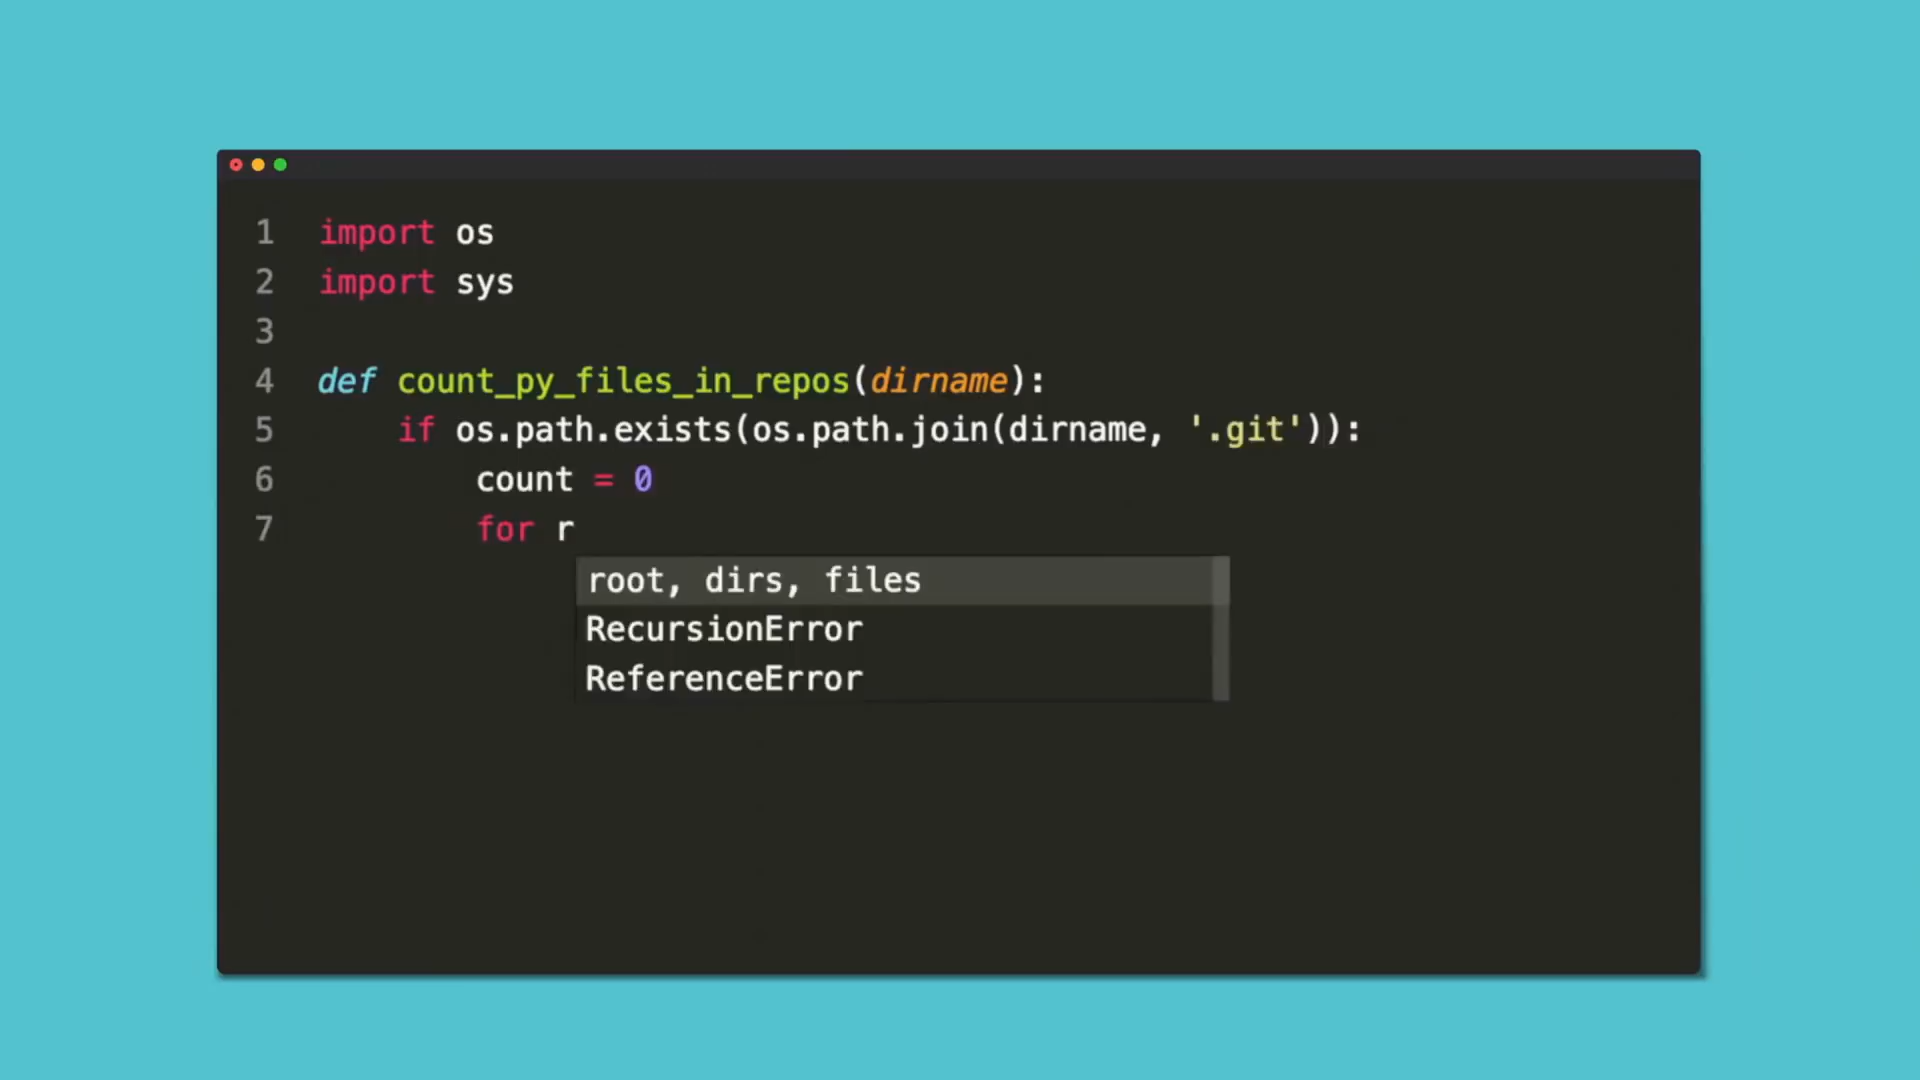 1 import os
2 import sys
3
4 def count_py_files_in_repos(dirname):
5     if os.path.exists(os.path.join(dirname, '.git')):
6         count = 0
7         for r
root, dirs, files
RecursionError
ReferenceError